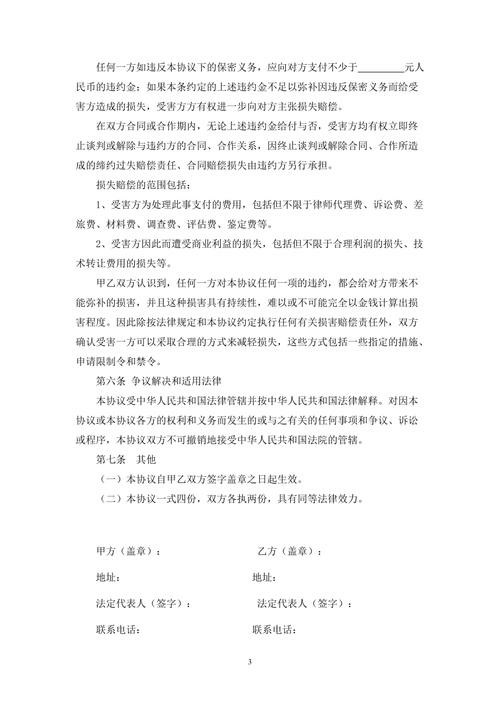 任何一方如违反本协议下的保密义务，应向对方支付不少于________元人
民币的违约金；如果本条约定的上述违约金不足以弥补因违反保密义务而给受
害方造成的损失，受害方方有权进一步向对方主张损失赔偿。
在双方合同或合作期内，无论上述违约金给付与否，受害方均有权立即终
止谈判或解除与违约方的合同、合作关系，因终止谈判或解除合同、合作所造
成的缔约过失赔偿责任、合同赔偿损失由违约方另行承担。
损失赔偿的范围包括：
1、受害方为处理此事支付的费用，包括但不限于律师代理费、诉讼费、差
旅费、材料费、调查费、评估费、鉴定费等。
2、受害方因此而遭受商业利益的损失，包括但不限于合理利润的损失、技
术转让费用的损失等。
甲乙双方认识到，任何一方对本协议任何一项的违约，都会给对方带来不
能弥补的损害，并且这种损害具有持续性，难以或不可能完全以金钱计算出损
害程度。因此除按法律规定和本协议约定执行任何有关损害赔偿责任外，双方
确认受害一方可以采取合理的方式来减轻损失，这些方式包括一些指定的措施、
申请限制令和禁令。
第六条 争议解决和适用法律
本协议受中华人民共和国法律管辖并按中华人民共和国法律解释。对因本
协议或本协议各方的权利和义务而发生的或与之有关的任何事项和争议、诉讼
或程序，本协议双方不可撤销地接受中华人民共和国法院的管辖。
第七条 其他
（一）本协议自甲乙双方签字盖章之日起生效。
（二）本协议一式四份，双方各执两份，具有同等法律效力。
甲方（盖章）： 乙方（盖章）：
地址： 地址：
法定代表人（签字）： 法定代表人（签字）：
联系电话： 联系电话：
3